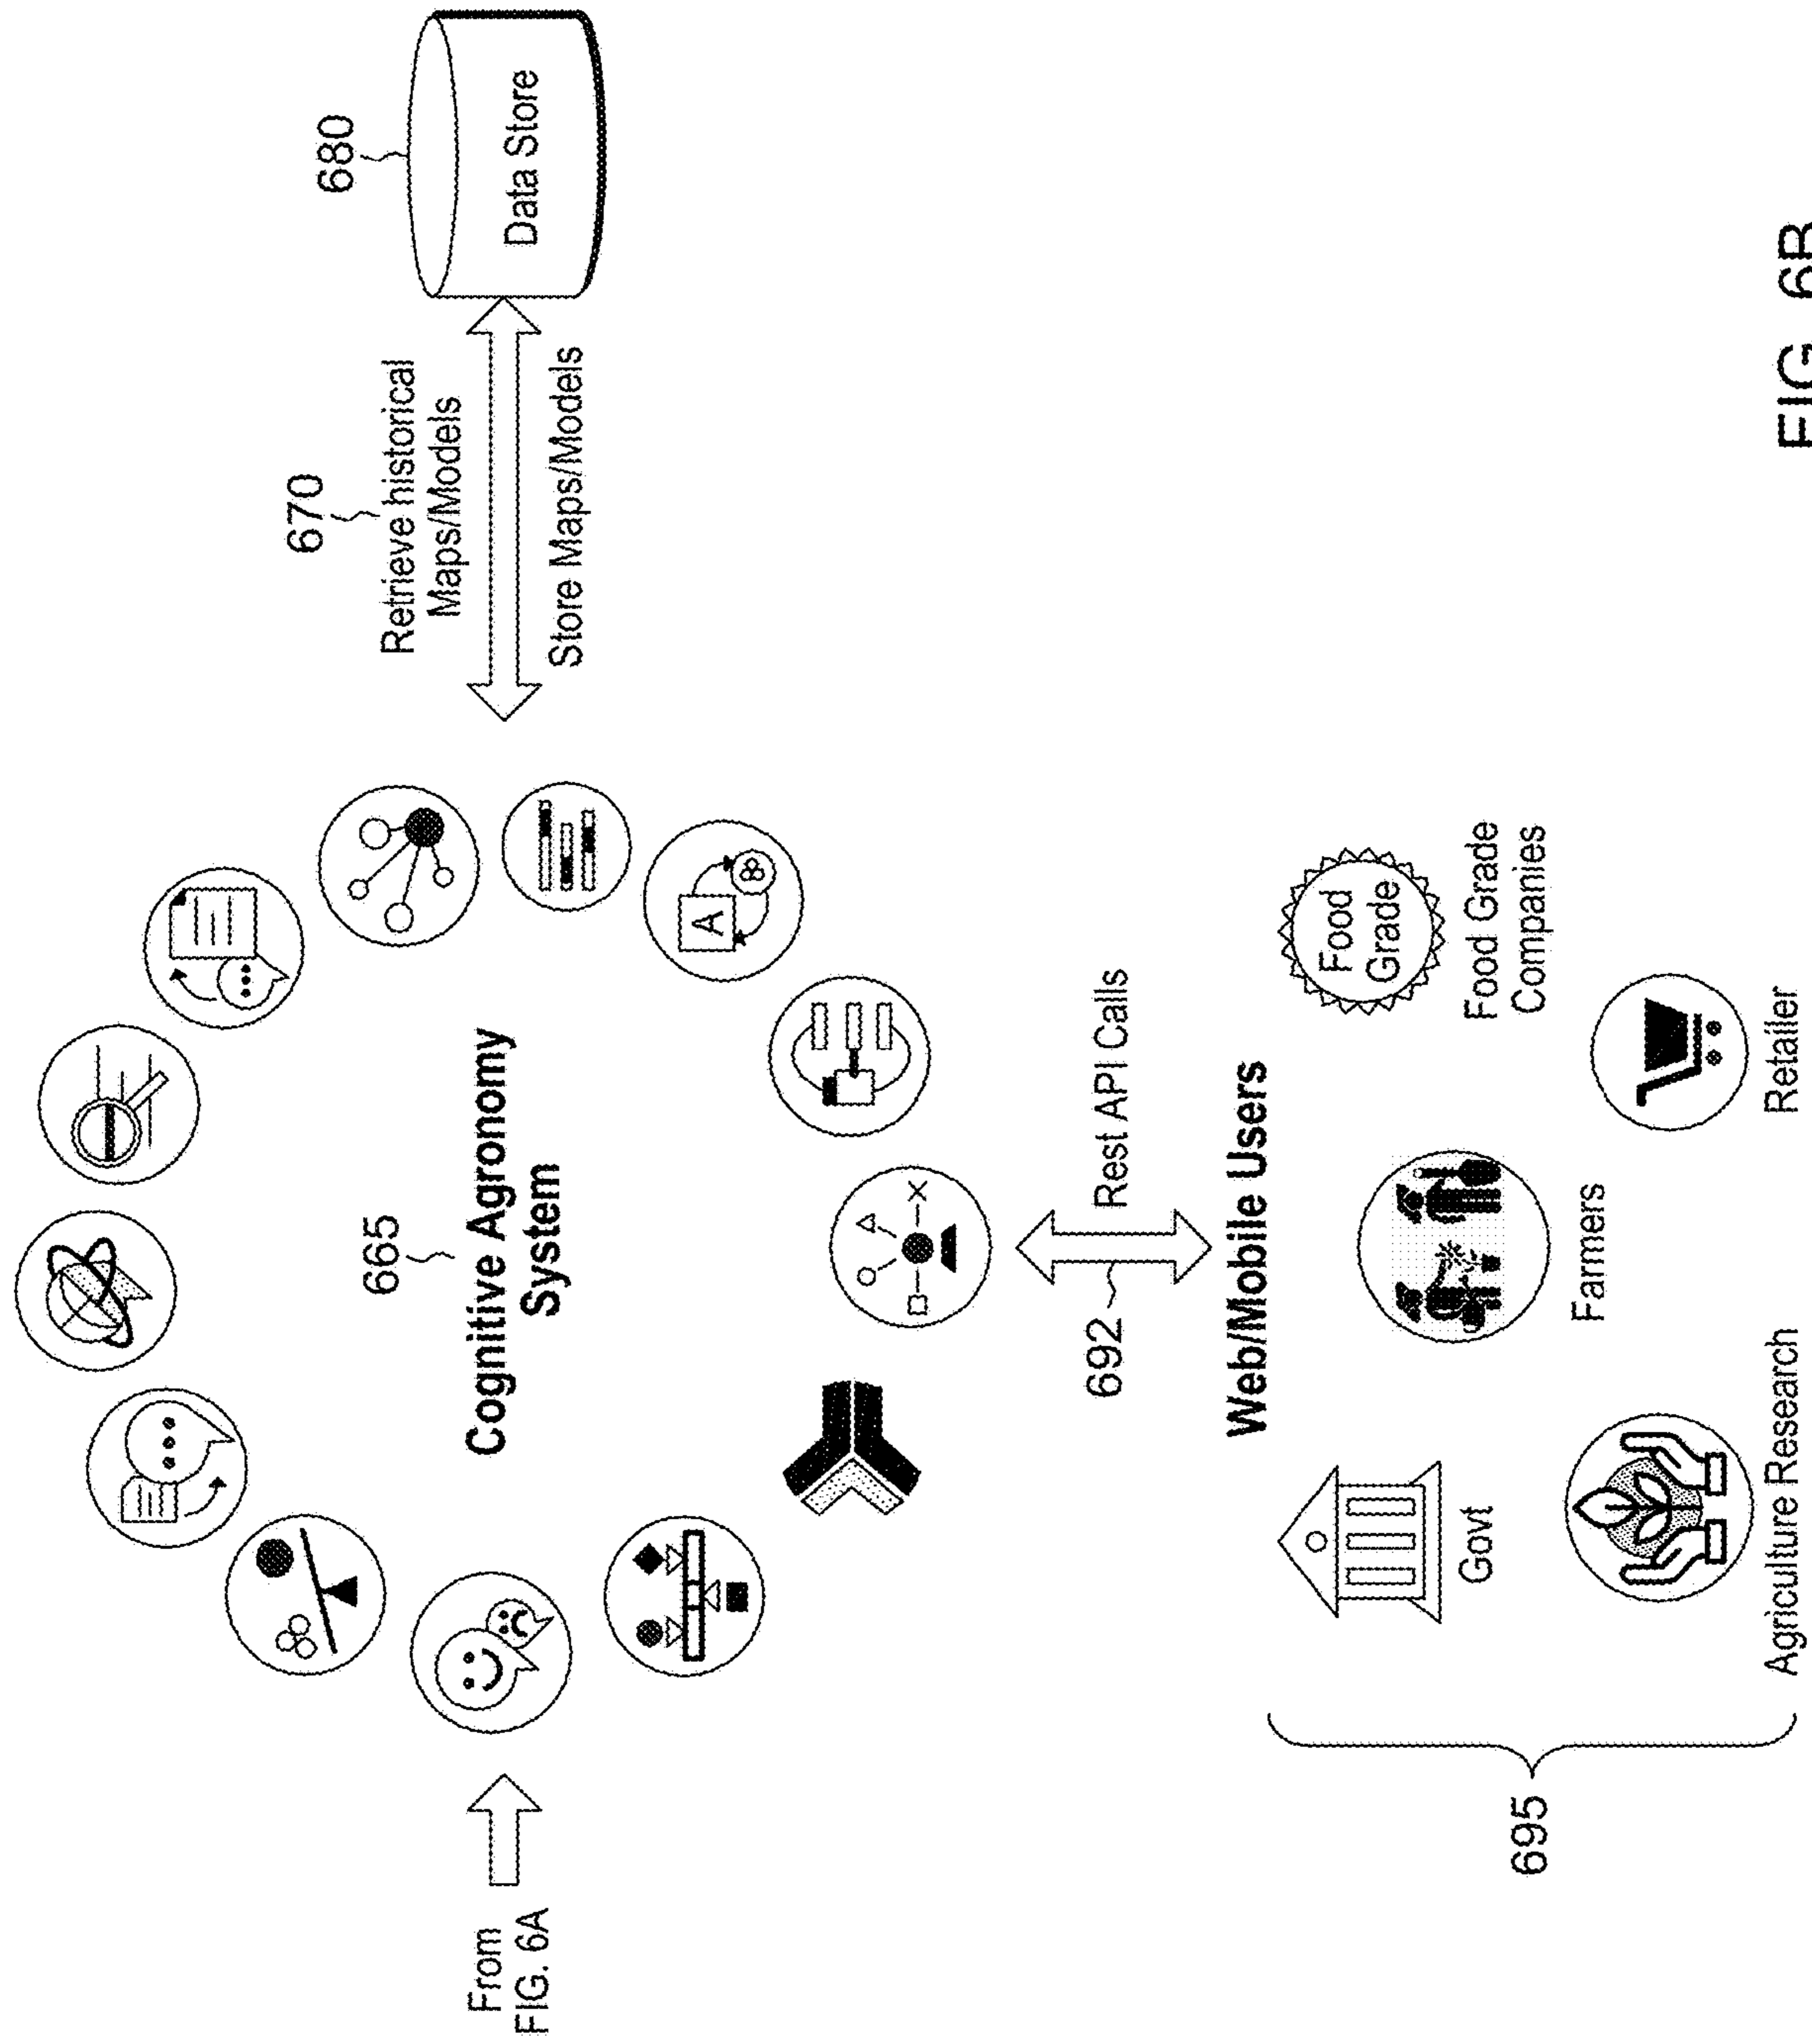 From
FIG. 6A
665
Cognitive Agronomy
System
A
670
Retrieve historical
Maps/Models
Store Maps/Models
680
Data Store
692
Rest API Calls
Web/Mobile Users
695
Govt
Agriculture Research
Farmers
Food
Grade
Food Grade
Companies
Retailer
FIG. 6B